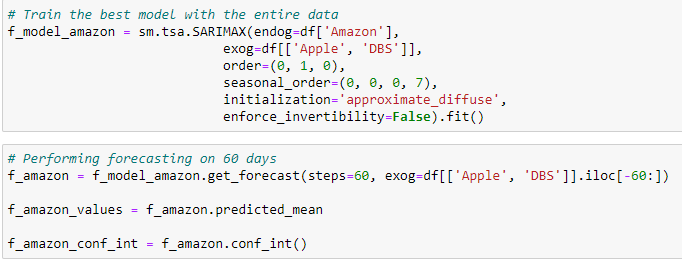 # Train the best model with the entire data
f_model_amazon = sm.tsa.SARIMAX(endog=df['Amazon'],
                               exog=df[['Apple', 'DBS']],
                               order=(0, 1, 0),
                               seasonal_order=(0, 0, 0, 7),
                               initialization='approximate_diffuse',
                               enforce_invertibility=False).fit()
# Performing forecasting on 60 days
f_amazon = f_model_amazon.get_forecast(steps=60, exog=df[['Apple', 'DBS']].iloc[-60:])
f_amazon_values = f_amazon.predicted_mean
f_amazon_conf_int = f_amazon.conf_int()